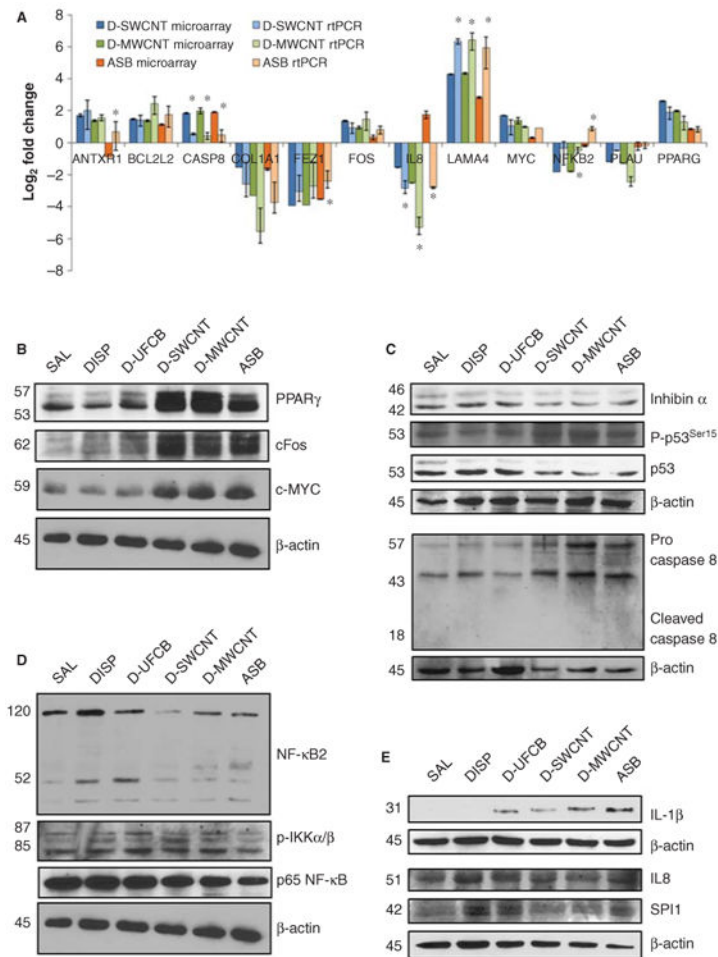 A
D-SWCNT microarray D-SWCNT rtPCR
D-MWCNT microarray D-MWCNT rtPCR
ASB microarray ASB rtPCR
Log2 fold change
8
6
4
2
0
−2
−4
−6
−8
* * * * * * * * * * * * * *
ANTXR1 BCL2L2 CASP8 COL1A1 FEZ1 FOS IL8 LAMA4 MYC NFKB2 PLAU PPARG
B
SAL DISP D-UFCB D-SWCNT D-MWCNT ASB
57
53
PPARγ
62 cFos
59 c-MYC
45 β-actin
C
SAL DISP D-UFCB D-SWCNT D-MWCNT ASB
46
42
Inhibin α
53 P-p53Ser15
53 p53
45 β-actin
57 Pro
caspase 8
43
18 Cleaved
caspase 8
45 β-actin
D
SAL DISP D-UFCB D-SWCNT D-MWCNT ASB
120
NF-κB2
52
87
85
p-IKKα/β
p65 NF-κB
45 β-actin
E
SAL DISP D-UFCB D-SWCNT D-MWCNT ASB
31 IL-1β
45 β-actin
51 IL8
42 SPI1
45 β-actin